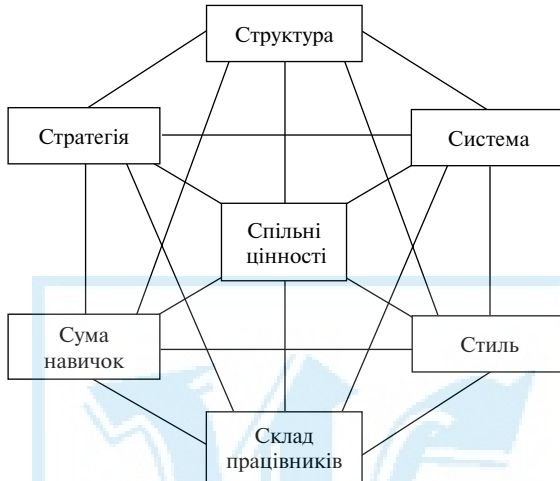 Структура
Стратегія
Система
Спільні
цінності
Сума
навичок
Стиль
Склад
працівників